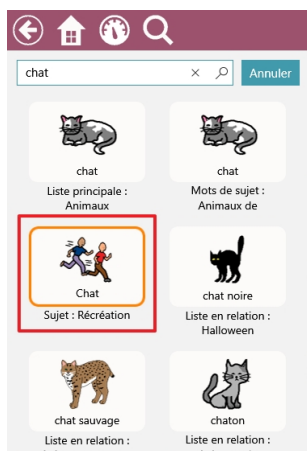 chat
Annuler
chat
chat
Liste principale :
Animaux
Mots de sujet :
Animaux de
Chat
chat noire
Sujet : Récréation
Liste en relation :
Halloween
chat sauvage
chaton
Liste en relation :
Liste en relation :